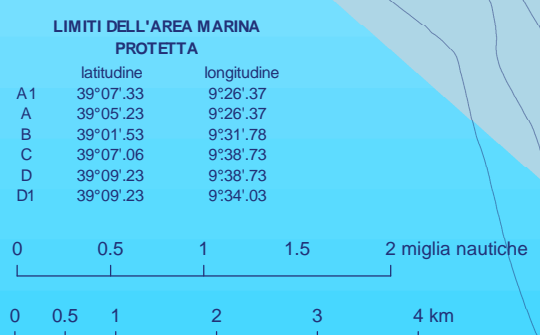 LIMITI DELL'AREA MARINA
PROTETTA
latitudine longitudine
A1 39°07'.33 9°26'.37
A 39°05'.23 9°26'.37
B 39°01'.53 9°31'.78
C 39°07'.06 9°38'.73
D 39°09'.23 9°38'.73
D1 39°09'.23 9°34'.03
0 0.5 1 1.5 2 miglia nautiche
0 0.5 1 2 3 4 km